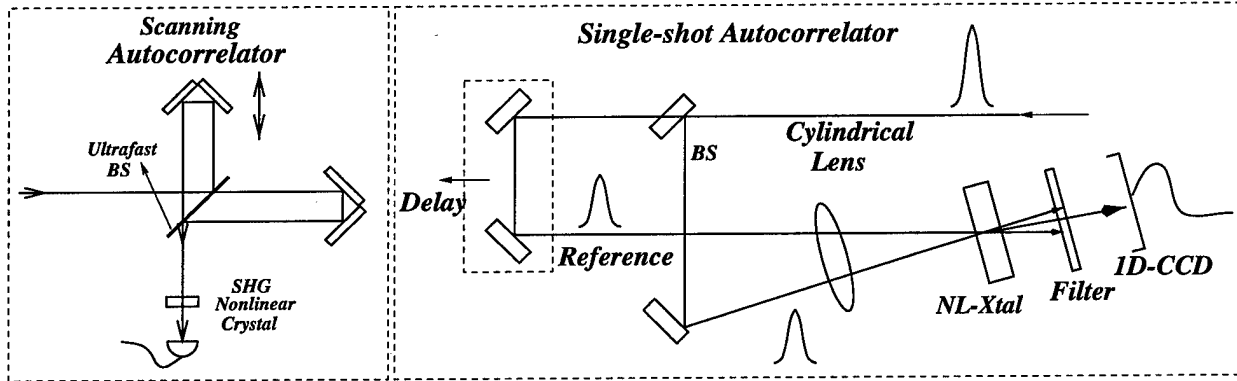 Scanning
Autocorrelator
Ultrafast
BS
SHG
Nonlinear
Crystal
Single-shot Autocorrelator
Cylindrical
Lens
BS
Delay
Reference
NL-Xtal
Filter
1D-CCD